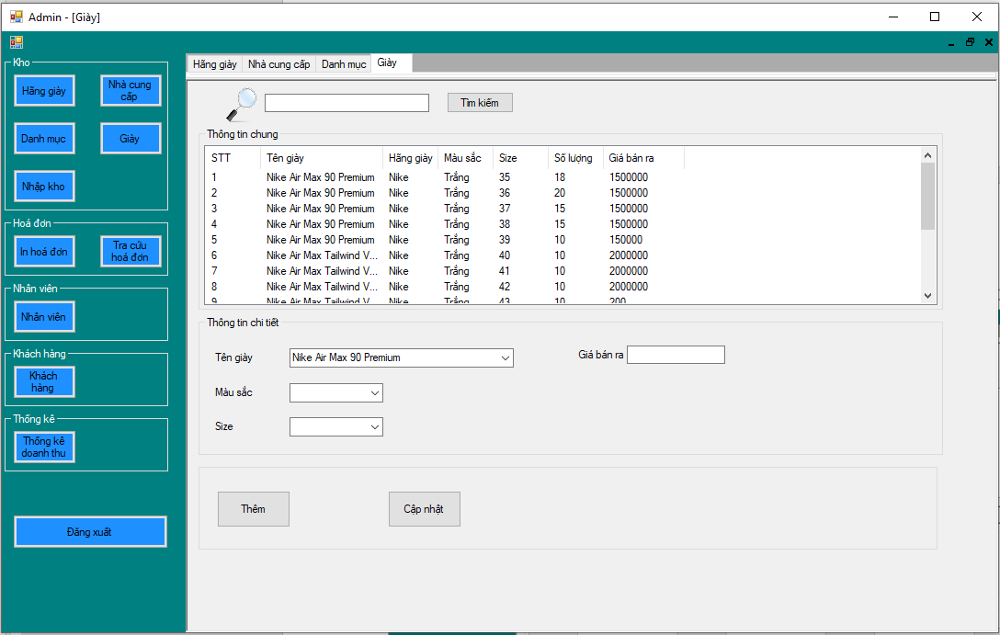 Admin - [Giày]
Kho
Hãng giày
Nhà cung
cấp
Danh mục
Giày
Nhập kho
Hoá đơn
In hoá đơn
Tra cứu
hoá đơn
Nhân viên
Nhân viên
Khách hàng
Khách
hàng
Thống kê
Thống kê
doanh thu
Đăng xuất
Hãng giày Nhà cung cấp Danh mục Giày
Tìm kiếm
Thông tin chung
STT Tên giày Hãng giày Màu sắc Size Số lượng Giá bán ra
1 Nike Air Max 90 Premium Nike Trắng 35 18 1500000
2 Nike Air Max 90 Premium Nike Trắng 36 20 1500000
3 Nike Air Max 90 Premium Nike Trắng 37 15 1500000
4 Nike Air Max 90 Premium Nike Trắng 38 15 1500000
5 Nike Air Max 90 Premium Nike Trắng 39 10 150000
6 Nike Air Max Tailwind V... Nike Trắng 40 10 2000000
7 Nike Air Max Tailwind V... Nike Trắng 41 10 2000000
8 Nike Air Max Tailwind V... Nike Trắng 42 10 2000000
9 Nike Air Max Tailwind V... Nike Trắng 43 10 200
Thông tin chi tiết
Tên giày Nike Air Max 90 Premium Giá bán ra
Màu sắc
Size
Thêm Cập nhật